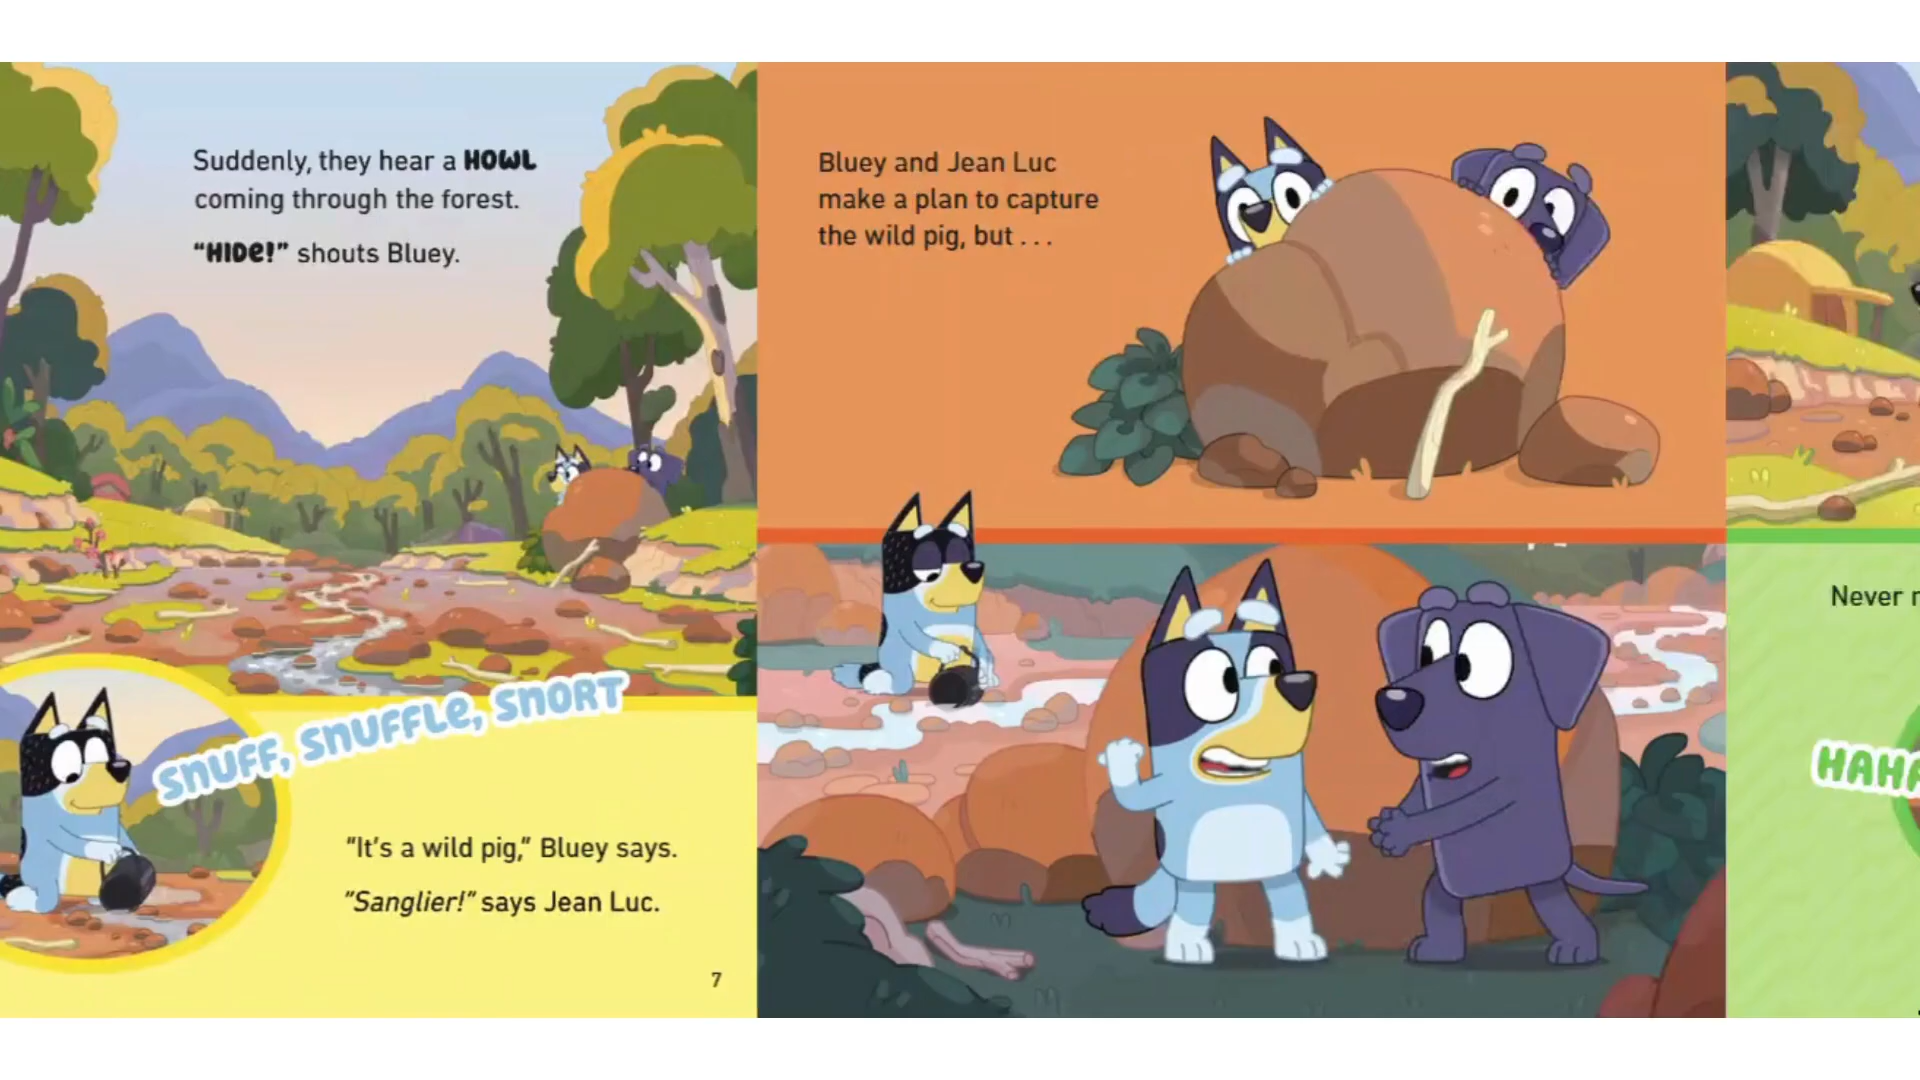 Suddenly, they hear a HOWL
coming through the forest.
“HIDe!” shouts Bluey.
SNUFF, SNUFFLe, SNORT
“It’s a wild pig,” Bluey says.
“Sanglier!” says Jean Luc.
7
Bluey and Jean Luc
make a plan to capture
the wild pig, but . . .
Never